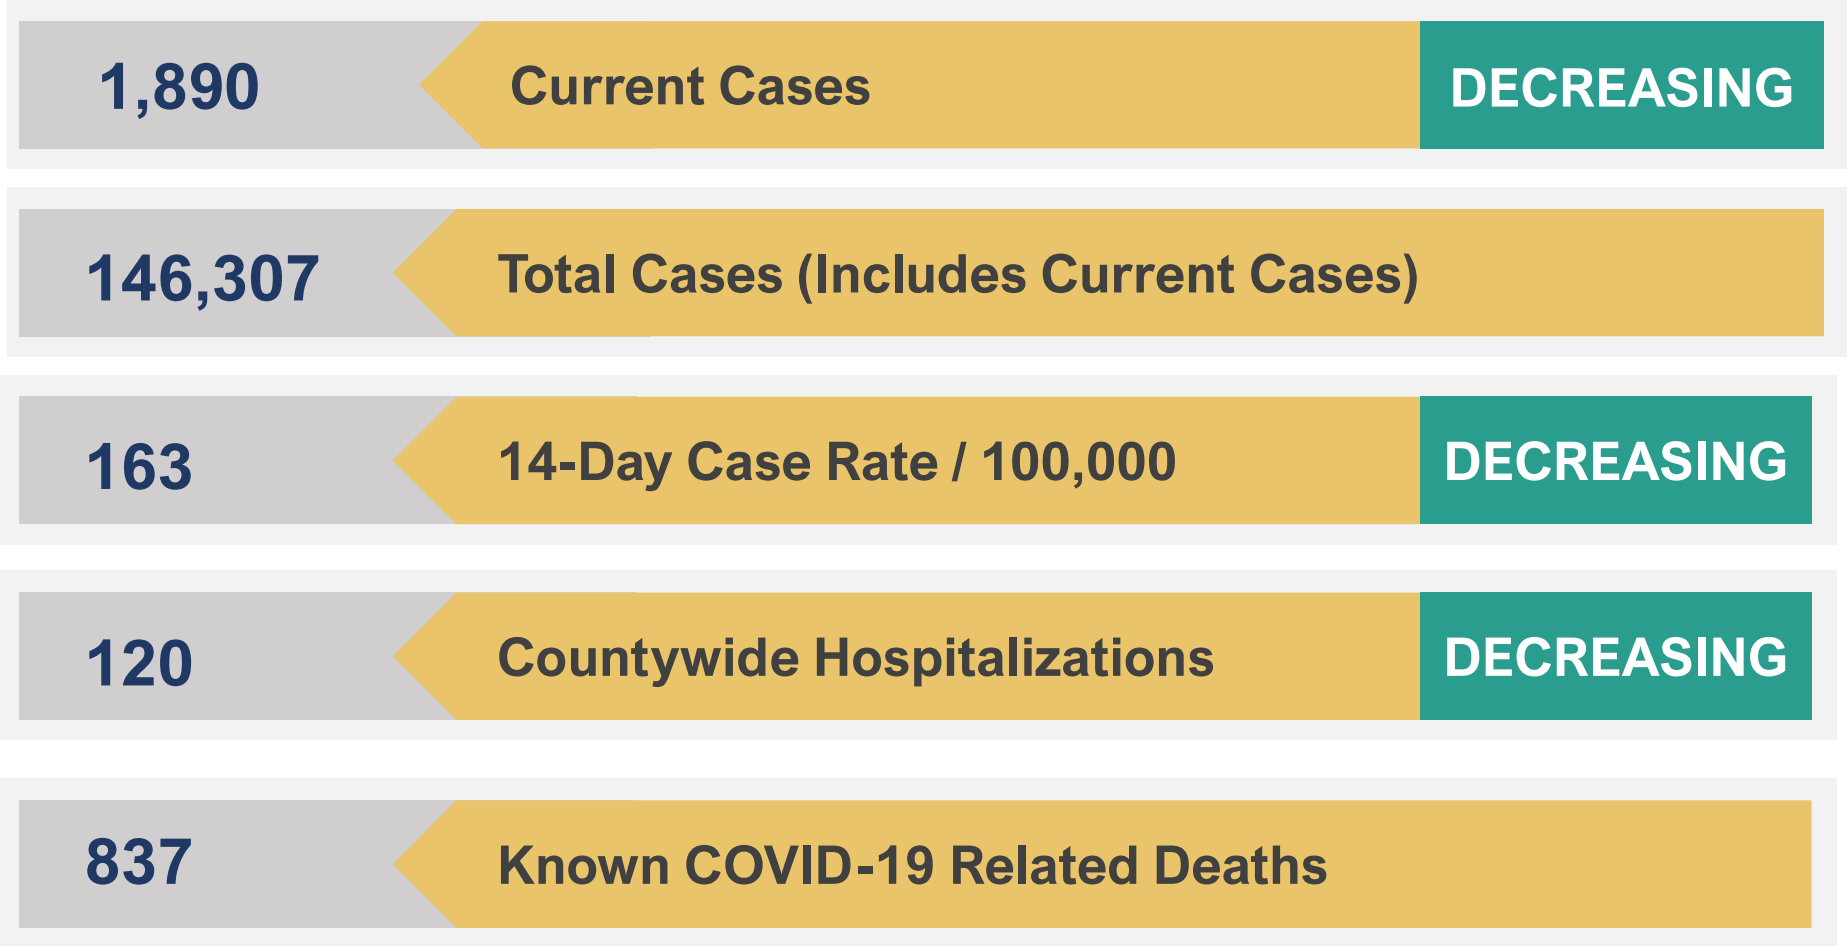 1,890 Current Cases DECREASING
146,307 Total Cases (Includes Current Cases)
163 14-Day Case Rate / 100,000 DECREASING
120 Countywide Hospitalizations DECREASING
837 Known COVID-19 Related Deaths